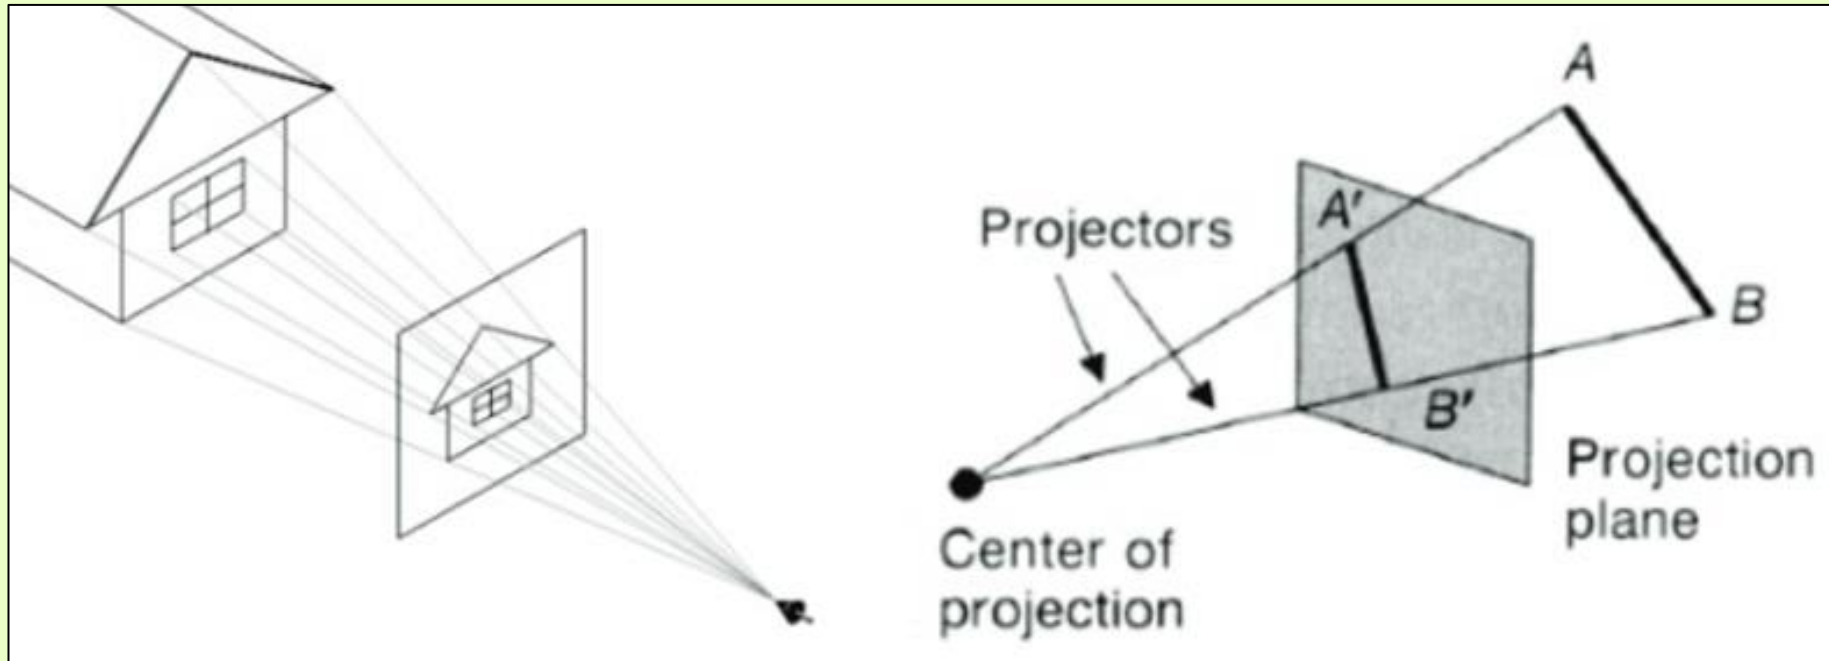 A
A'
Projectors
B
B'
Projection
plane
Center of
projection